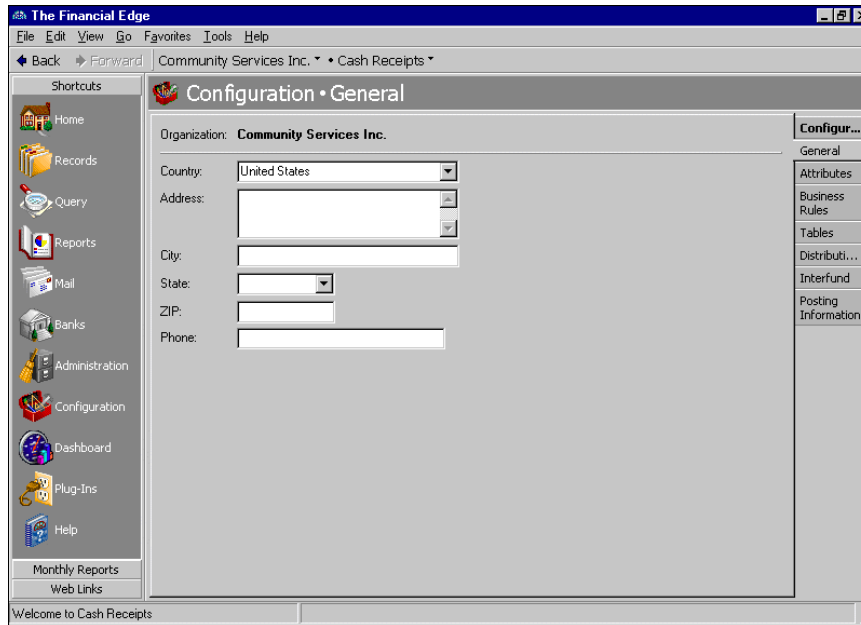 The Financial Edge
File Edit View Go Favorites Tools Help
Back Forward Community Services Inc. • Cash Receipts
Shortcuts
Home
Records
Query
Reports
Mail
Banks
Administration
Configuration
Dashboard
Plug-Ins
Help
Monthly Reports
Web Links
Configuration • General
Organization: Community Services Inc.
Country: United States
Address:
City:
State:
ZIP:
Phone:
Configur...
General
Attributes
Business
Rules
Tables
Distributi...
Interfund
Posting
Information
Welcome to Cash Receipts